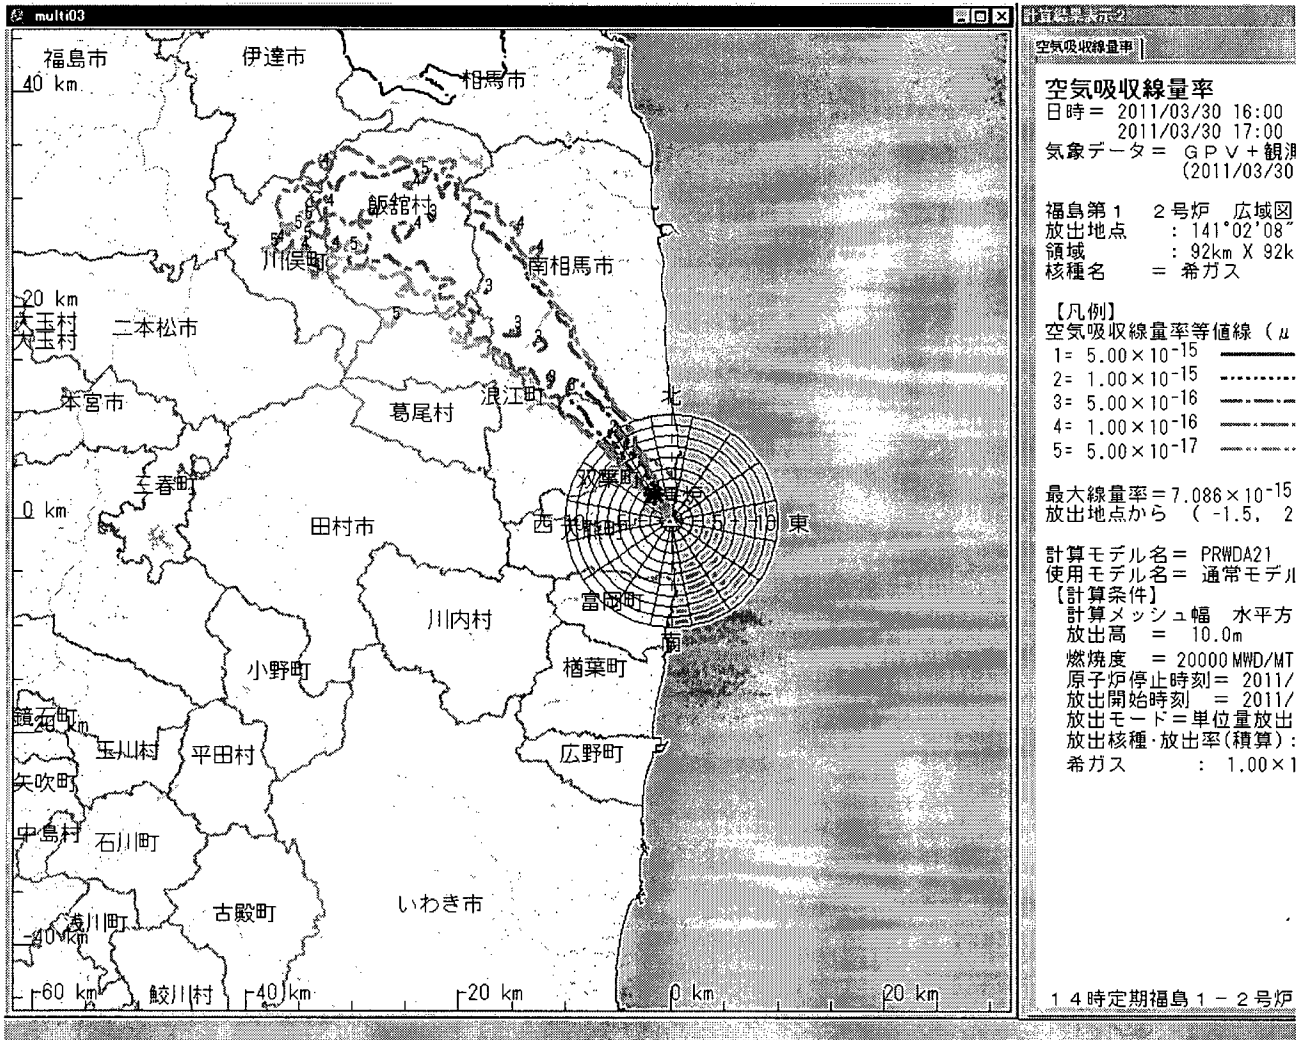 multi03
福島市
伊達市
相馬市
40 km
飯舘村
川俣町
南相馬市
20 km
大玉村
大玉村
二本松市
本宮市
葛尾村
浪江町
北
三春町
双葉町
0 km
田村市
西
東
富岡町
川内村
南
小野町
楢葉町
鏡石町
-20 km
玉川村
平田村
広野町
矢吹町
中島村
石川町
浅川町
古殿町
いわき市
-40 km
-60 km
鮫川村
-40 km
-20 km
0 km
20 km
計算結果表示-2
空気吸収線量率
空気吸収線量率
日時= 2011/03/30 16:00
2011/03/30 17:00
気象データ= GPV+観測
(2011/03/30
福島第1 2号炉 広域図
放出地点 : 141°02'08"
領域 : 92km X 92k
核種名 = 希ガス
【凡例】
空気吸収線量率等値線 (μ
1= 5.00×10⁻¹⁵
2= 1.00×10⁻¹⁵
3= 5.00×10⁻¹⁶
4= 1.00×10⁻¹⁶
5= 5.00×10⁻¹⁷
最大線量率=7.086×10⁻¹⁵
放出地点から ( -1.5, 2
計算モデル名= PRWDA21
使用モデル名= 通常モデル
【計算条件】
計算メッシュ幅 水平方
放出高 = 10.0m
燃焼度 = 20000MWD/MT
原子炉停止時刻= 2011/
放出開始時刻 = 2011/
放出モード=単位量放出
放出核種・放出率(積算):
希ガス : 1.00×1
14時定期福島1-2号炉